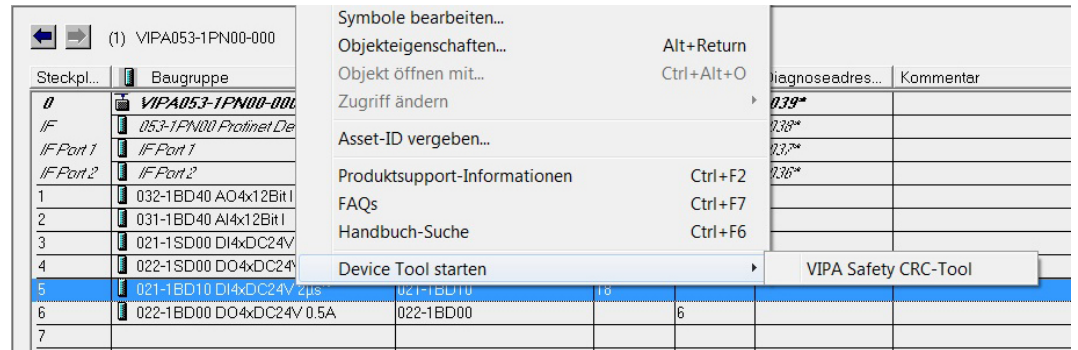 Symbole bearbeiten...
(1) VIPA053-1PN00-000
Objekteigenschaften... Alt+Return
Steckpl... Baugruppe Objekt öffnen mit... Ctrl+Alt+O Diagnoseadres... Kommentar
0 VIPA053-1PN00-000 Zugriff ändern 039*
IF 053-1PN00 Profinet De 038*
IF Port 1 IF Port 1 Asset-ID vergeben... 037*
IF Port 2 IF Port 2 Produktsupport-Informationen Ctrl+F2 036*
1 032-1BD40 AO4x12Bit I FAQs Ctrl+F7
2 031-1BD40 AI4x12Bit I Handbuch-Suche Ctrl+F6
3 021-1SD00 DI4xDC24V
4 022-1SD00 DO4xDC24V Device Tool starten VIPA Safety CRC-Tool
5 021-1BD10 DI4xDC24V 2µs 021-1BD10 18
6 022-1BD00 DO4xDC24V 0.5A 022-1BD00 6
7